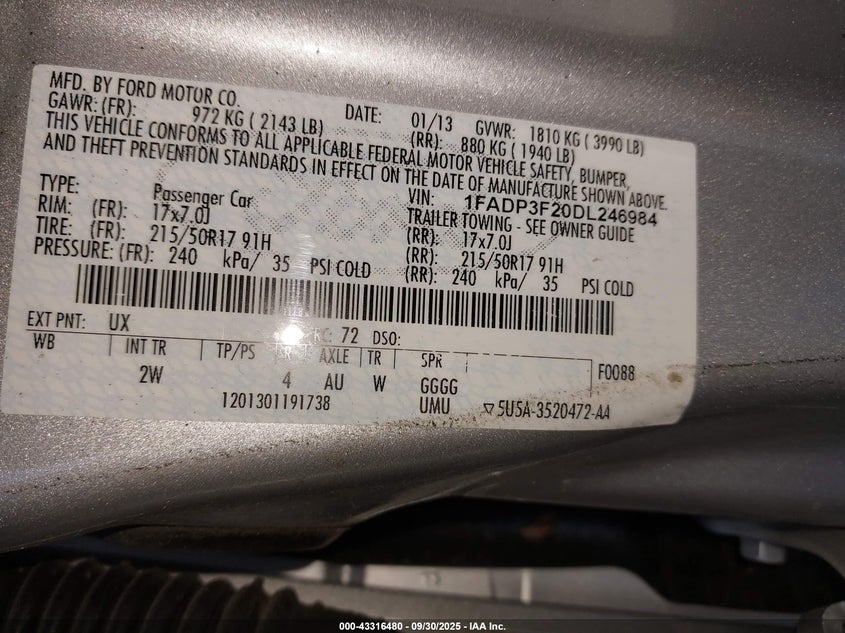 MFD. BY FORD MOTOR CO. DATE: 01/13 GVWR: 1810 KG ( 3990 LB)
GAWR: (FR): 972 KG ( 2143 LB) (RR): 880 KG ( 1940 LB)
THIS VEHICLE CONFORMS TO ALL APPLICABLE FEDERAL MOTOR VEHICLE SAFETY, BUMPER,
AND THEFT PREVENTION STANDARDS IN EFFECT ON THE DATE OF MANUFACTURE SHOWN ABOVE.
VIN: 1FADP3F20DL246984
TYPE: Passenger Car TRAILER TOWING - SEE OWNER GUIDE
RIM: (FR): 17x7.0J (RR): 17x7.0J
TIRE: (FR): 215/50R17 91H (RR): 215/50R17 91H
PRESSURE: (FR): 240 kPa/ 35 PSI COLD (RR): 240 kPa/ 35 PSI COLD
EXT PNT: UX RC: 72 DSO:
WB INT TR TP/PS R AXLE TR SPR F0088
2W 4 AU W GGGG
1201301191738 UMU ▽5U5A-3520472-AA
000-43316480 - 09/30/2025 - IAA Inc.